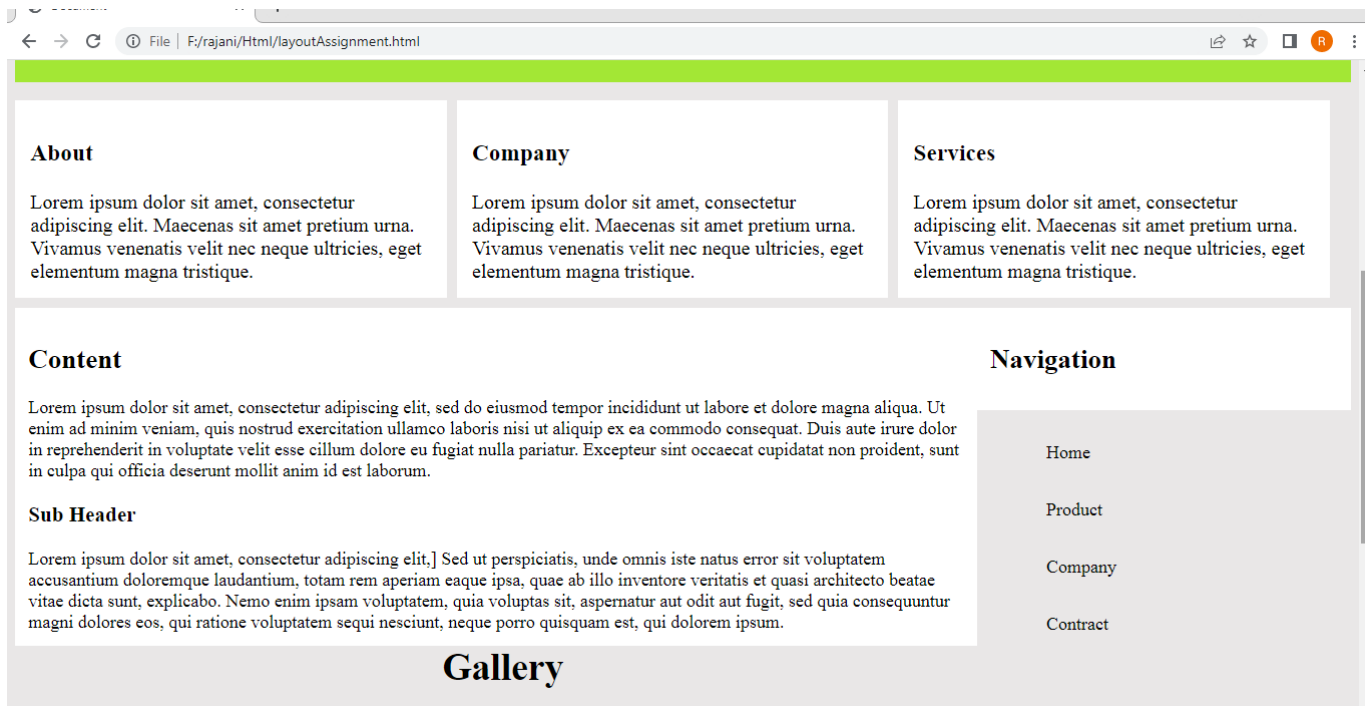 File | F:/rajani/Html/layoutAssignment.html
R
About
Lorem ipsum dolor sit amet, consectetur
adipiscing elit. Maecenas sit amet pretium urna.
Vivamus venenatis velit nec neque ultricies, eget
elementum magna tristique.
Company
Lorem ipsum dolor sit amet, consectetur
adipiscing elit. Maecenas sit amet pretium urna.
Vivamus venenatis velit nec neque ultricies, eget
elementum magna tristique.
Services
Lorem ipsum dolor sit amet, consectetur
adipiscing elit. Maecenas sit amet pretium urna.
Vivamus venenatis velit nec neque ultricies, eget
elementum magna tristique.
Content
Lorem ipsum dolor sit amet, consectetur adipiscing elit, sed do eiusmod tempor incididunt ut labore et dolore magna aliqua. Ut
enim ad minim veniam, quis nostrud exercitation ullamco laboris nisi ut aliquip ex ea commodo consequat. Duis aute irure dolor
in reprehenderit in voluptate velit esse cillum dolore eu fugiat nulla pariatur. Excepteur sint occaecat cupidatat non proident, sunt
in culpa qui officia deserunt mollit anim id est laborum.
Sub Header
Lorem ipsum dolor sit amet, consectetur adipiscing elit,] Sed ut perspiciatis, unde omnis iste natus error sit voluptatem
accusantium doloremque laudantium, totam rem aperiam eaque ipsa, quae ab illo inventore veritatis et quasi architecto beatae
vitae dicta sunt, explicabo. Nemo enim ipsam voluptatem, quia voluptas sit, aspernatur aut odit aut fugit, sed quia consequuntur
magni dolores eos, qui ratione voluptatem sequi nesciunt, neque porro quisquam est, qui dolorem ipsum.
Navigation
Home
Product
Company
Contract
Gallery